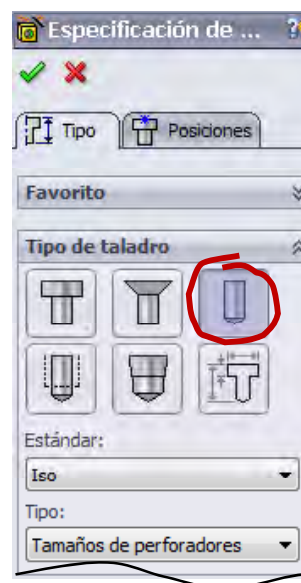 Especificación de ...
Tipo
Posiciones
Favorito
Tipo de taladro
Estándar:
Iso
Tipo:
Tamaños de perforadores